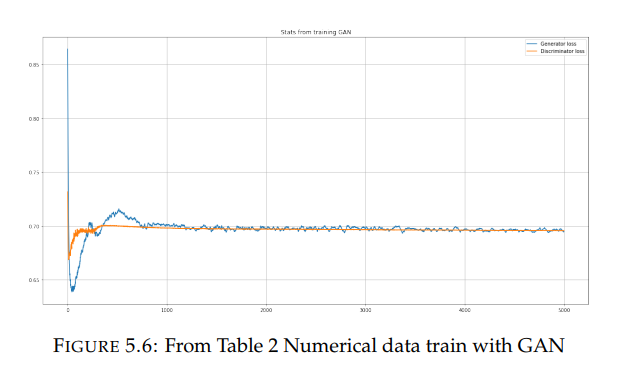 Stats from training GAN
Generator loss
Discriminator loss
0.85
0.80
0.75
0.70
0.65
0
1000
2000
3000
4000
5000
FIGURE 5.6: From Table 2 Numerical data train with GAN